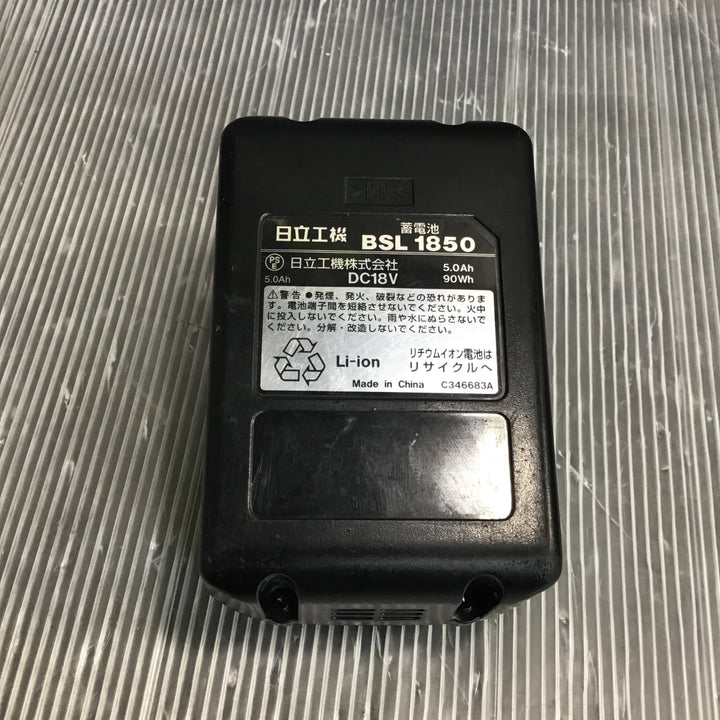 蓄電池
日立工機 BSL 1850
PS E 日立工機株式会社 5.0Ah
5.0Ah DC18V 90Wh
⚠警告 ●発煙、発火、破裂などの恐れがありま
す。電池端子間を短絡させないでください。火中
に投入しないでください。雨や水にぬらさないで
ください。分解・改造しないでください。
Li-ion リチウムイオン電池は
リサイクルへ
Made in China C346683A